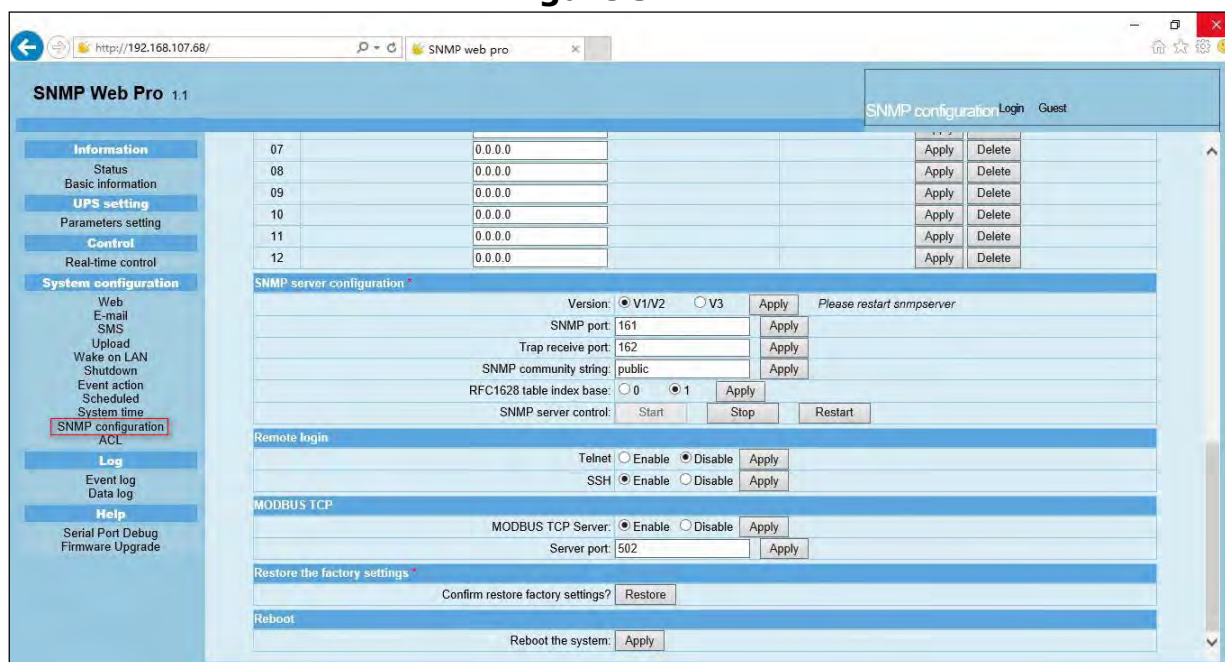 http://192.168.107.68/
SNMP web pro
SNMP Web Pro 1.1
SNMP configuration Login Guest
Information
Status
Basic information
UPS setting
Parameters setting
Control
Real-time control
System configuration
Web
E-mail
SMS
Upload
Wake on LAN
Shutdown
Event action
Scheduled
System time
SNMP configuration
ACL
Log
Event log
Data log
Help
Serial Port Debug
Firmware Upgrade
07 0.0.0.0 Apply Delete
08 0.0.0.0 Apply Delete
09 0.0.0.0 Apply Delete
10 0.0.0.0 Apply Delete
11 0.0.0.0 Apply Delete
12 0.0.0.0 Apply Delete
SNMP server configuration *
Version: V1/V2 V3 Apply Please restart snmpserver
SNMP port: 161 Apply
Trap receive port: 162 Apply
SNMP community string: public Apply
RFC1628 table index base: 0 1 Apply
SNMP server control: Start Stop Restart
Remote login
Telnet Enable Disable Apply
SSH Enable Disable Apply
MODBUS TCP
MODBUS TCP Server: Enable Disable Apply
Server port: 502 Apply
Restore the factory settings *
Confirm restore factory settings? Restore
Reboot
Reboot the system: Apply